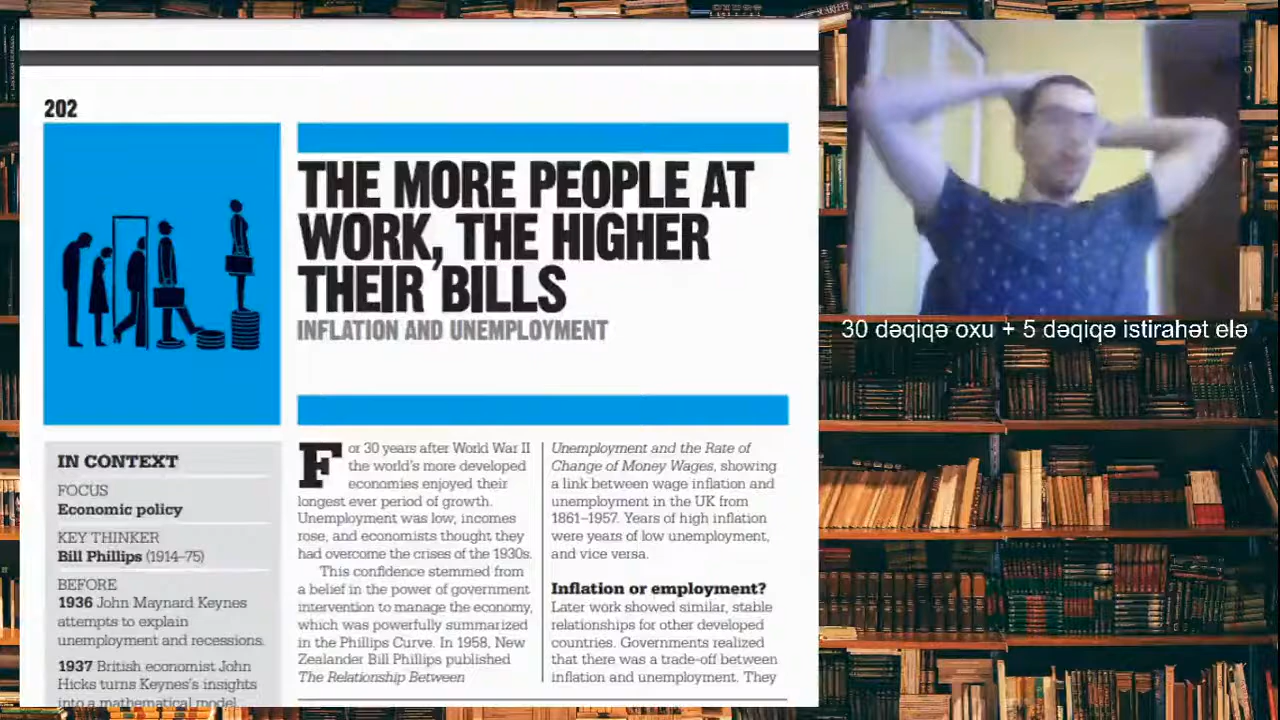 202
THE MORE PEOPLE AT
WORK, THE HIGHER
THEIR BILLS
INFLATION AND UNEMPLOYMENT
IN CONTEXT
FOCUS
Economic policy
KEY THINKER
Bill Phillips (1914–75)
BEFORE
1936 John Maynard Keynes
attempts to explain
unemployment and recessions.
1937 British economist John
Hicks turns Keynes's insights
into a mathematical model
For 30 years after World War II
the world's more developed
economies enjoyed their
longest ever period of growth.
Unemployment was low, incomes
rose, and economists thought they
had overcome the crises of the 1930s.
This confidence stemmed from
a belief in the power of government
intervention to manage the economy,
which was powerfully summarized
in the Phillips Curve. In 1958, New
Zealander Bill Phillips published
The Relationship Between
Unemployment and the Rate of
Change of Money Wages, showing
a link between wage inflation and
unemployment in the UK from
1861–1957. Years of high inflation
were years of low unemployment,
and vice versa.
Inflation or employment?
Later work showed similar, stable
relationships for other developed
countries. Governments realized
that there was a trade-off between
inflation and unemployment. They
30 dəqiqə oxu + 5 dəqiqə istirahət elə